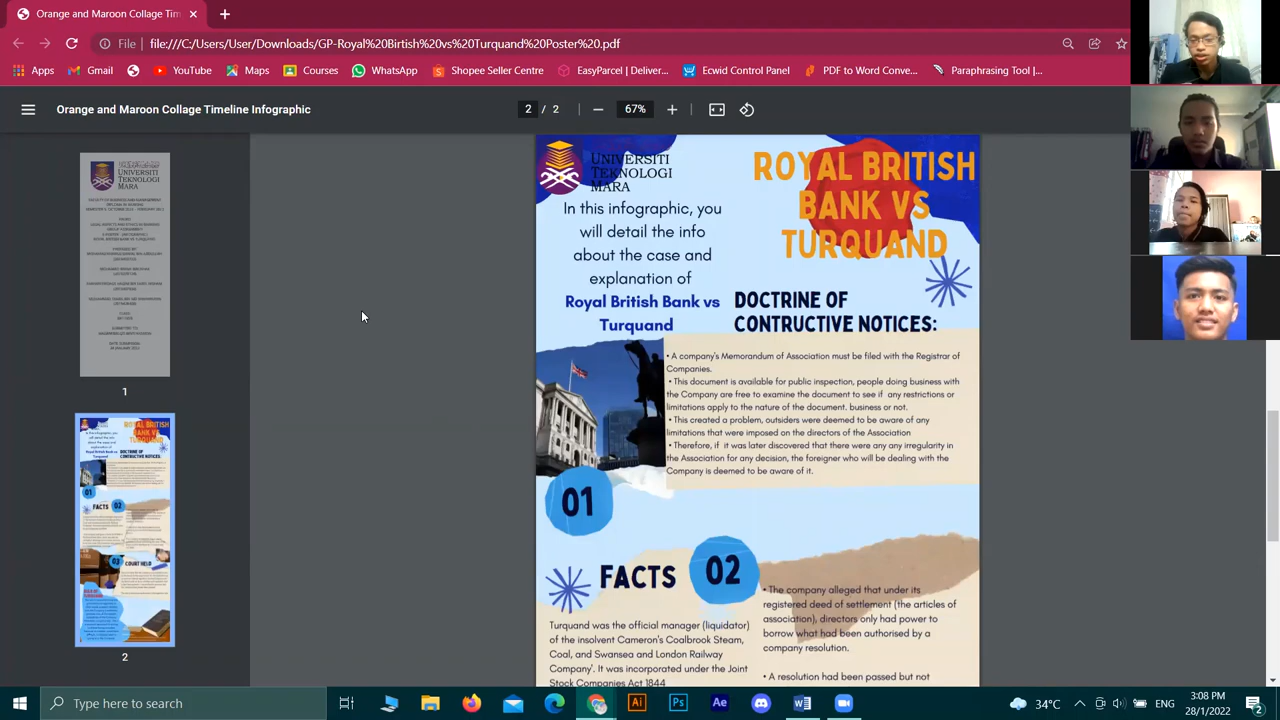 Orange and Maroon Collage Time
File
file:///C:/Users/User/Downloads/GP-Royal%20Birtish%20vs%20Turquand%20Poster%20.pdf
Apps
Gmail
YouTube
Maps
Courses
WhatsApp
Shopee Seller Centre
EasyParcel | Deliver...
Ecwid Control Panel
PDF to Word Conve...
Paraphrasing Tool |...
Orange and Maroon Collage Timeline Infographic
2 / 2
67%
1
2
UNIVERSITI
TEKNOLOGI
MARA
n this infographic, you
will detail the info
about the case and
explanation of
Royal British Bank vs
Turquand
ROYAL BRITISH
BANK VS
TURQUAND
DOCTRINE OF
CONTRUCTIVE NOTICES:
• A company's Memorandum of Association must be filed with the Registrar of
Companies.
• This document is available for public inspection, people doing business with
the Company are free to examine the document to see if any restrictions or
limitations apply to the nature of the document. business or not.
• This created a problem, outsiders were deemed to be aware of any
limitations that were imposed on the directors of the Association
• Therefore, if it was later discovered that there were any any irregularity in
the Association for any decision, the foreigner who will be dealing with the
Company is deemed to be aware of it.
01
FACTS
02
Turquand was the official manager (liquidator)
of the insolvent Cameron's Coalbrook Steam,
Coal, and Swansea and London Railway
Company'. It was incorporated under the Joint
Stock Companies Act 1844
• The company alleged that under its
registered deed of settlement (the articles of
association), directors only had power to
borrow what had been authorised by a
company resolution.
• A resolution had been passed but not
Type here to search
34°C
ENG
3:08 PM
28/1/2022
2